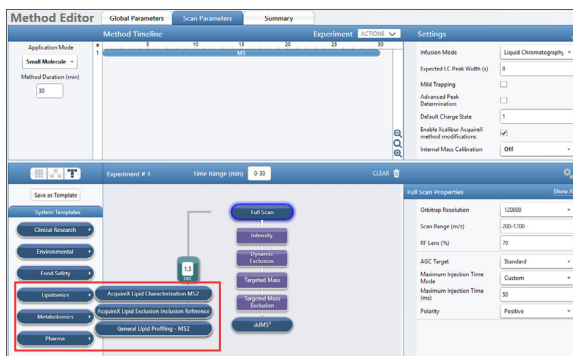 Method Editor
Global Parameters
Scan Parameters
Summary
Method Timeline
Experiment
ACTIONS
Settings
Application Mode
Small Molecule
Method Duration (min)
30
#
5
10
15
20
25
30
1
MS
Infusion Mode
Liquid Chromatography
Expected LC Peak Width (s)
8
Mild Trapping
Advanced Peak
Determination
Default Charge State
1
Enable Xcalibur AcquireX
method modifications
Internal Mass Calibration
Off
T
Save as Template
System Templates
Clinical Research
Environmental
Food Safety
Lipidomics
Metabolomics
Pharma
AcquireX Lipid Characterization MS2
AcquireX Lipid Exclusion Inclusion Reference
General Lipid Profiling - MS2
Experiment # 1
Time Range (min)
0-30
CLEAR
1.5
sec
Full Scan
Intensity
Dynamic
Exclusion
Targeted Mass
Targeted Mass
Exclusion
ddMS²
Full Scan Properties
Show A
Orbitrap Resolution
120000
Scan Range (m/z)
200-1700
RF Lens (%)
70
AGC Target
Standard
Maximum Injection Time
Mode
Custom
Maximum Injection Time
(ms)
50
Polarity
Positive